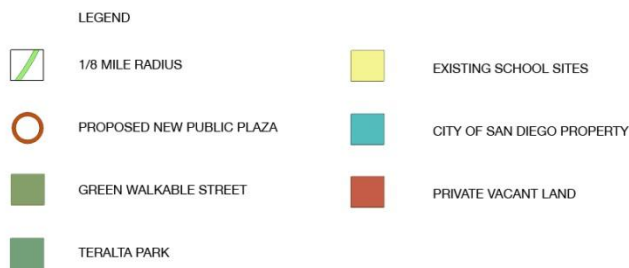 LEGEND
1/8 MILE RADIUS
PROPOSED NEW PUBLIC PLAZA
GREEN WALKABLE STREET
TERALTA PARK
EXISTING SCHOOL SITES
CITY OF SAN DIEGO PROPERTY
PRIVATE VACANT LAND